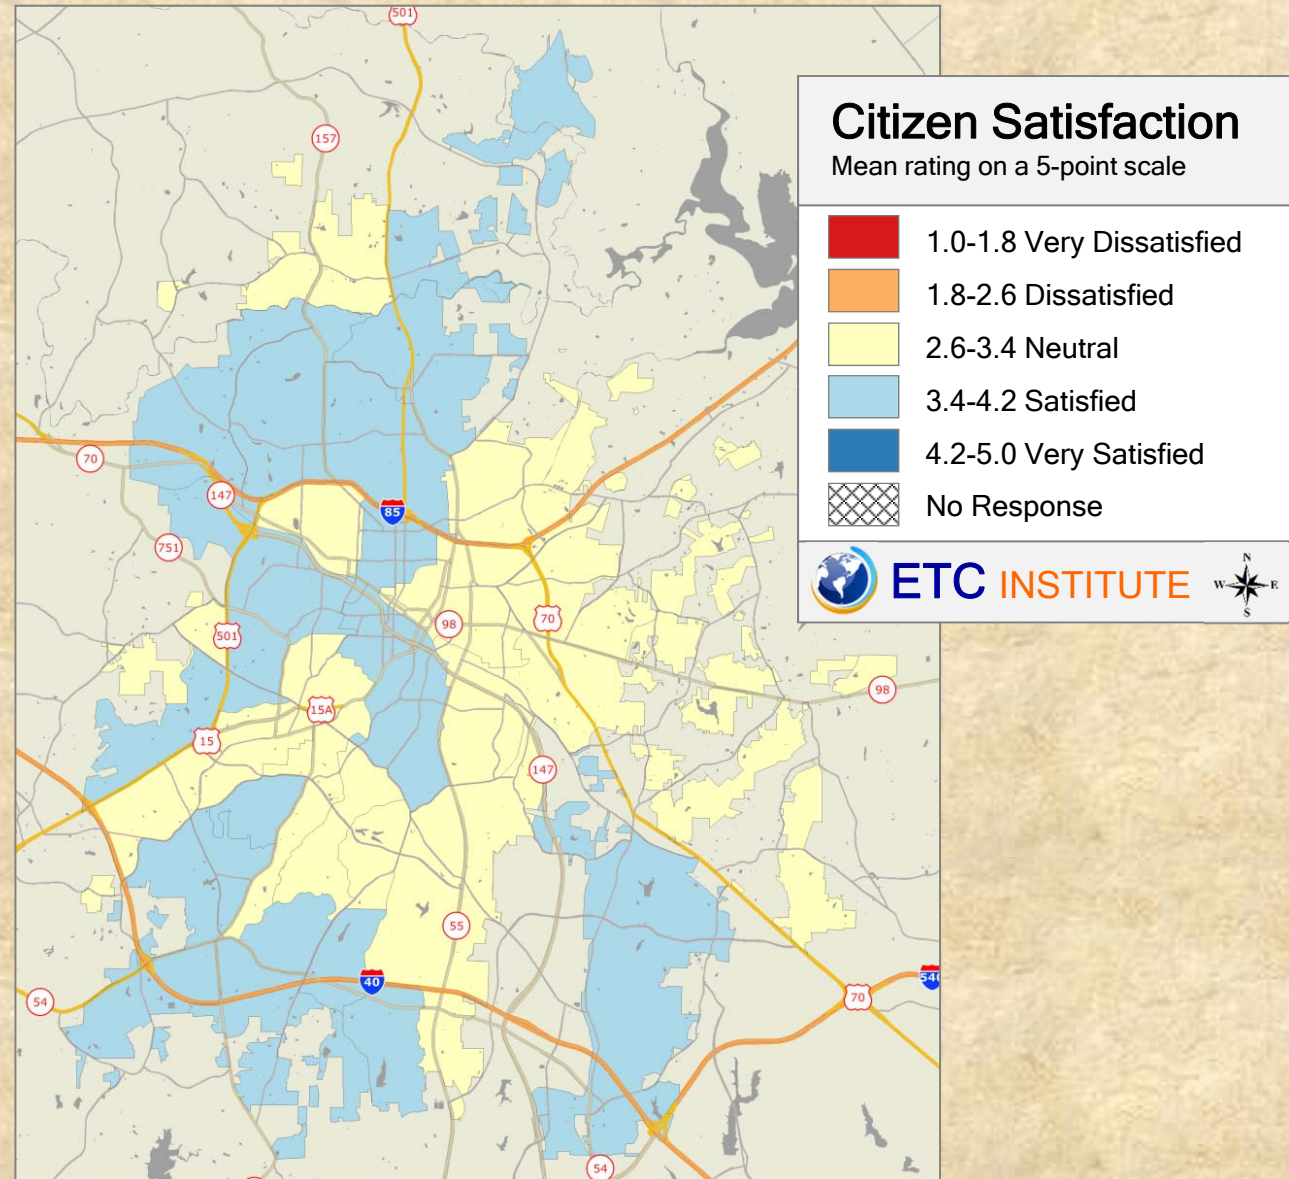 501
157
Citizen Satisfaction
Mean rating on a 5-point scale
1.0-1.8 Very Dissatisfied
1.8-2.6 Dissatisfied
2.6-3.4 Neutral
3.4-4.2 Satisfied
4.2-5.0 Very Satisfied
No Response
ETC INSTITUTE
N
W E
S
70
147
85
751
98
70
501
98
15A
15
147
55
40
54
70
540
54